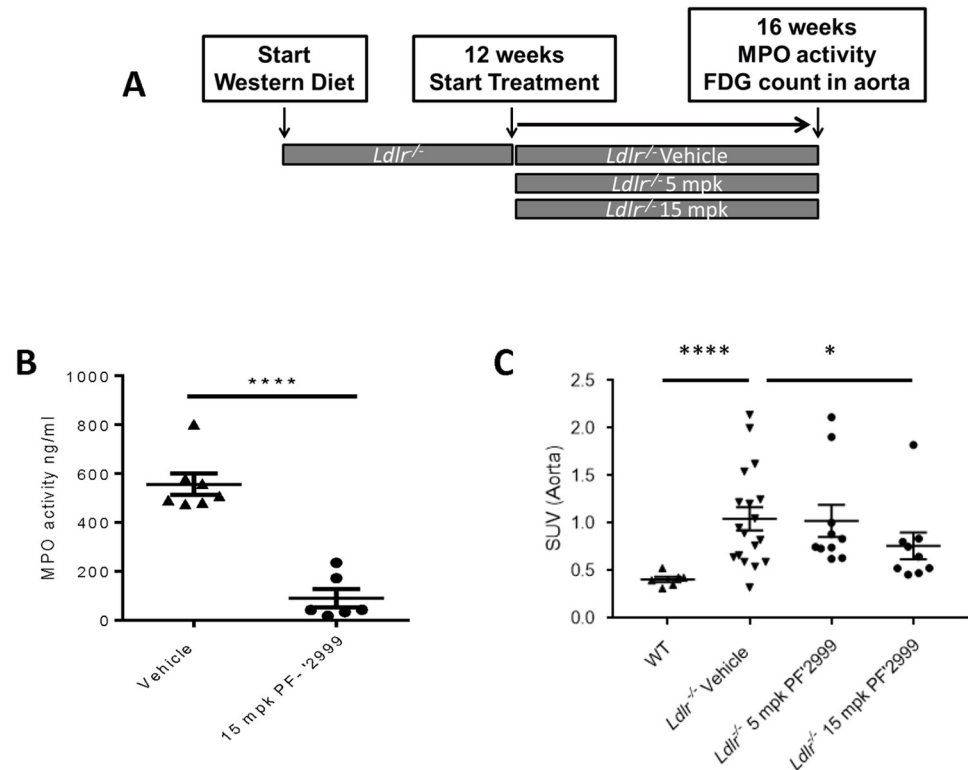 A
Start
Western Diet
12 weeks
Start Treatment
16 weeks
MPO activity
FDG count in aorta
Ldlr-/-
Ldlr-/- Vehicle
Ldlr-/- 5 mpk
Ldlr-/- 15 mpk
B
****
MPO activity ng/ml
1000
800
600
400
200
0
Vehicle
15 mpk PF-'2999
C
**** *
SUV (Aorta)
2.5
2.0
1.5
1.0
0.5
0.0
WT
Ldlr-/- Vehicle
Ldlr-/- 5 mpk PF'2999
Ldlr-/- 15 mpk PF'2999